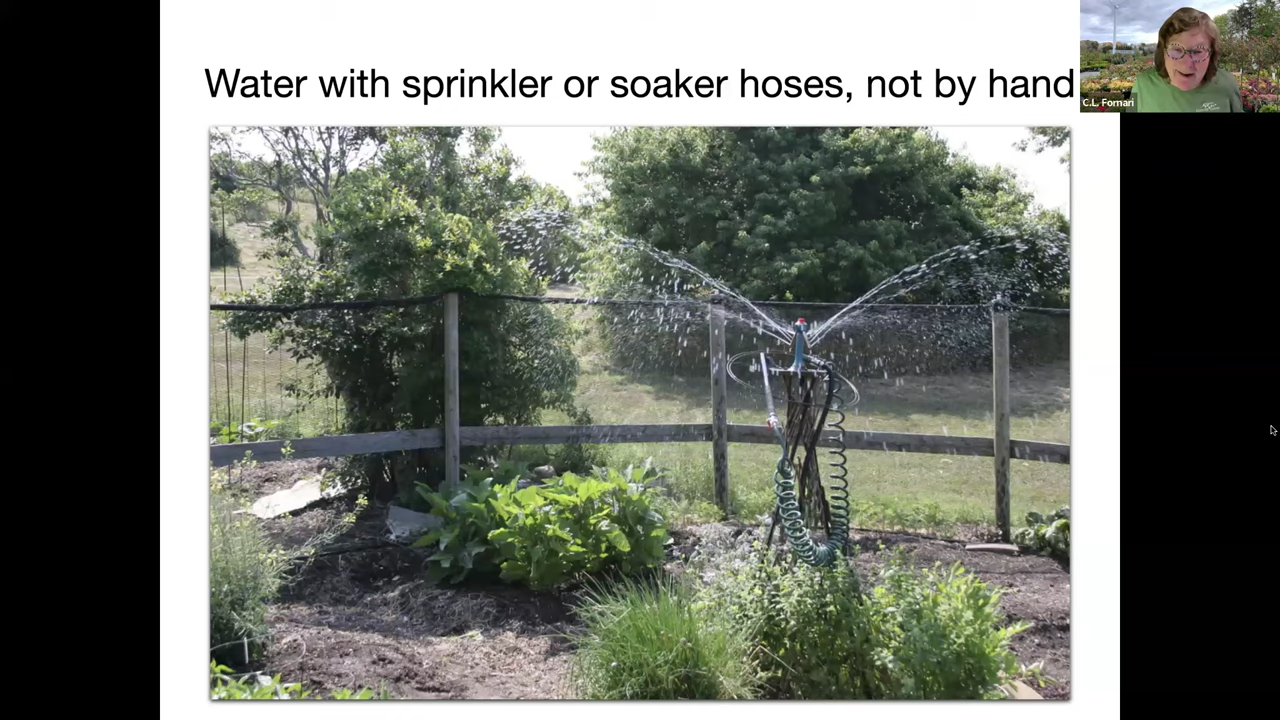 Water with sprinkler or soaker hoses, not by hand
C.L. Fornari